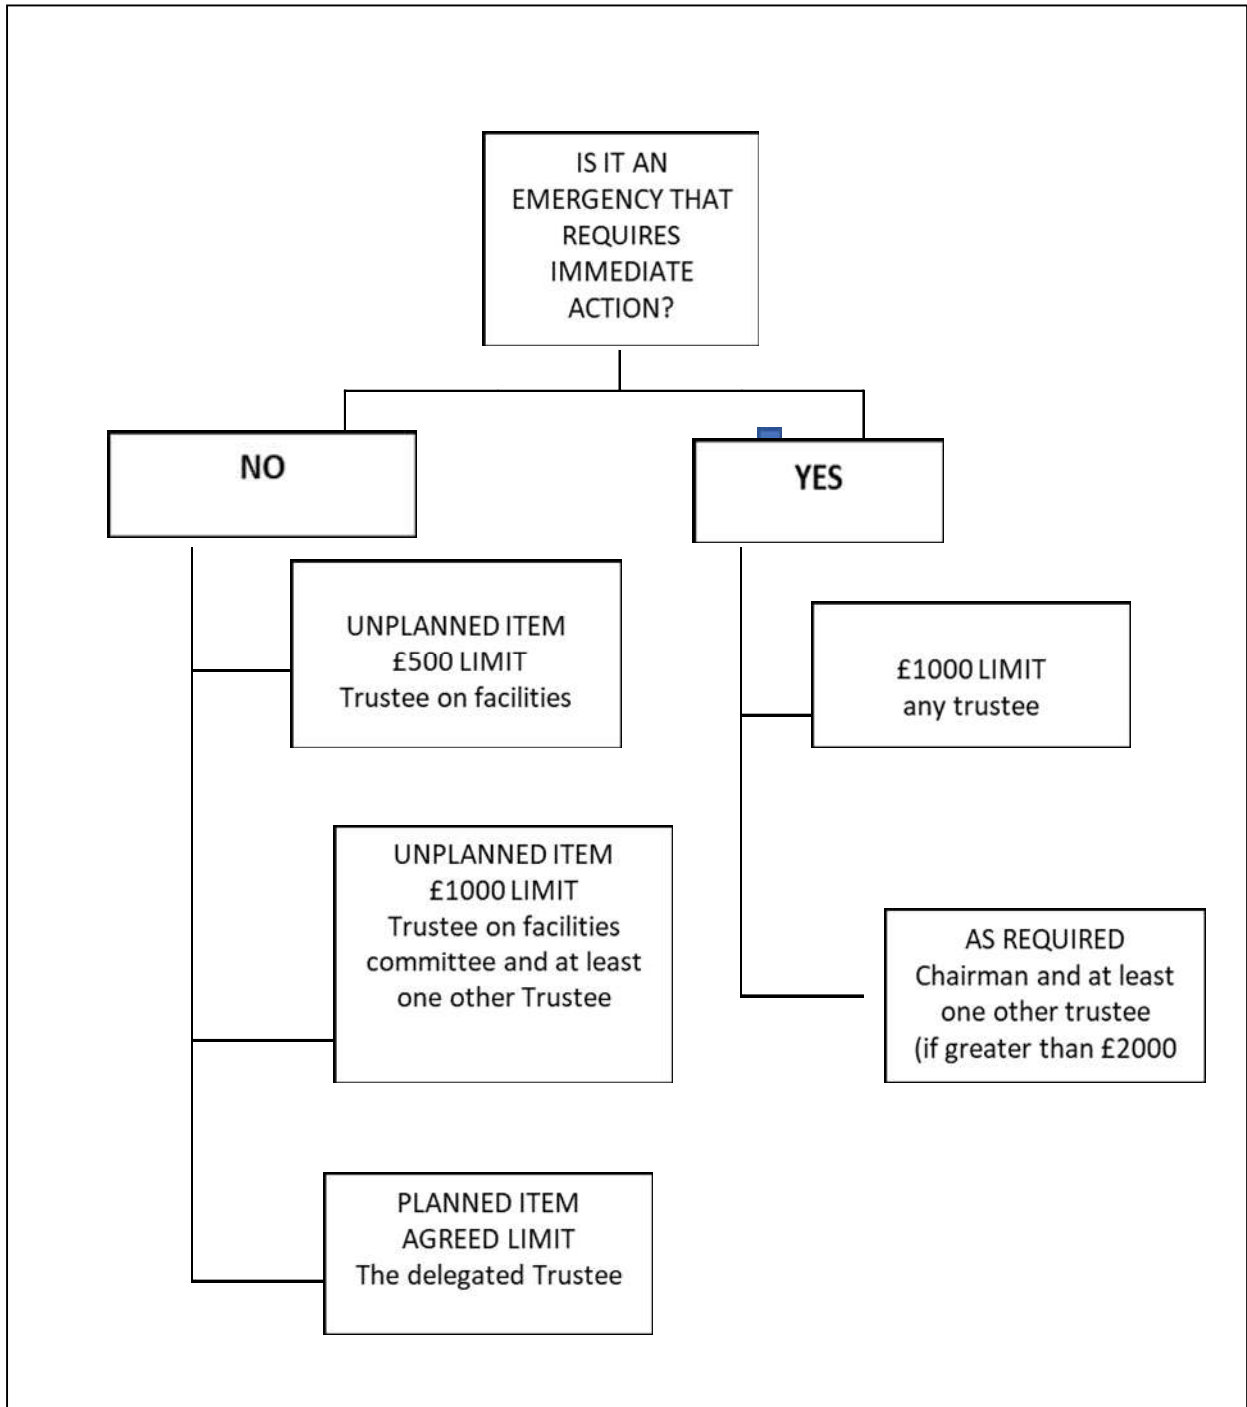 IS IT AN
EMERGENCY THAT
REQUIRES
IMMEDIATE
ACTION?
NO
YES
UNPLANNED ITEM
£500 LIMIT
Trustee on facilities
£1000 LIMIT
any trustee
UNPLANNED ITEM
£1000 LIMIT
Trustee on facilities
committee and at least
one other Trustee
AS REQUIRED
Chairman and at least
one other trustee
(if greater than £2000
PLANNED ITEM
AGREED LIMIT
The delegated Trustee